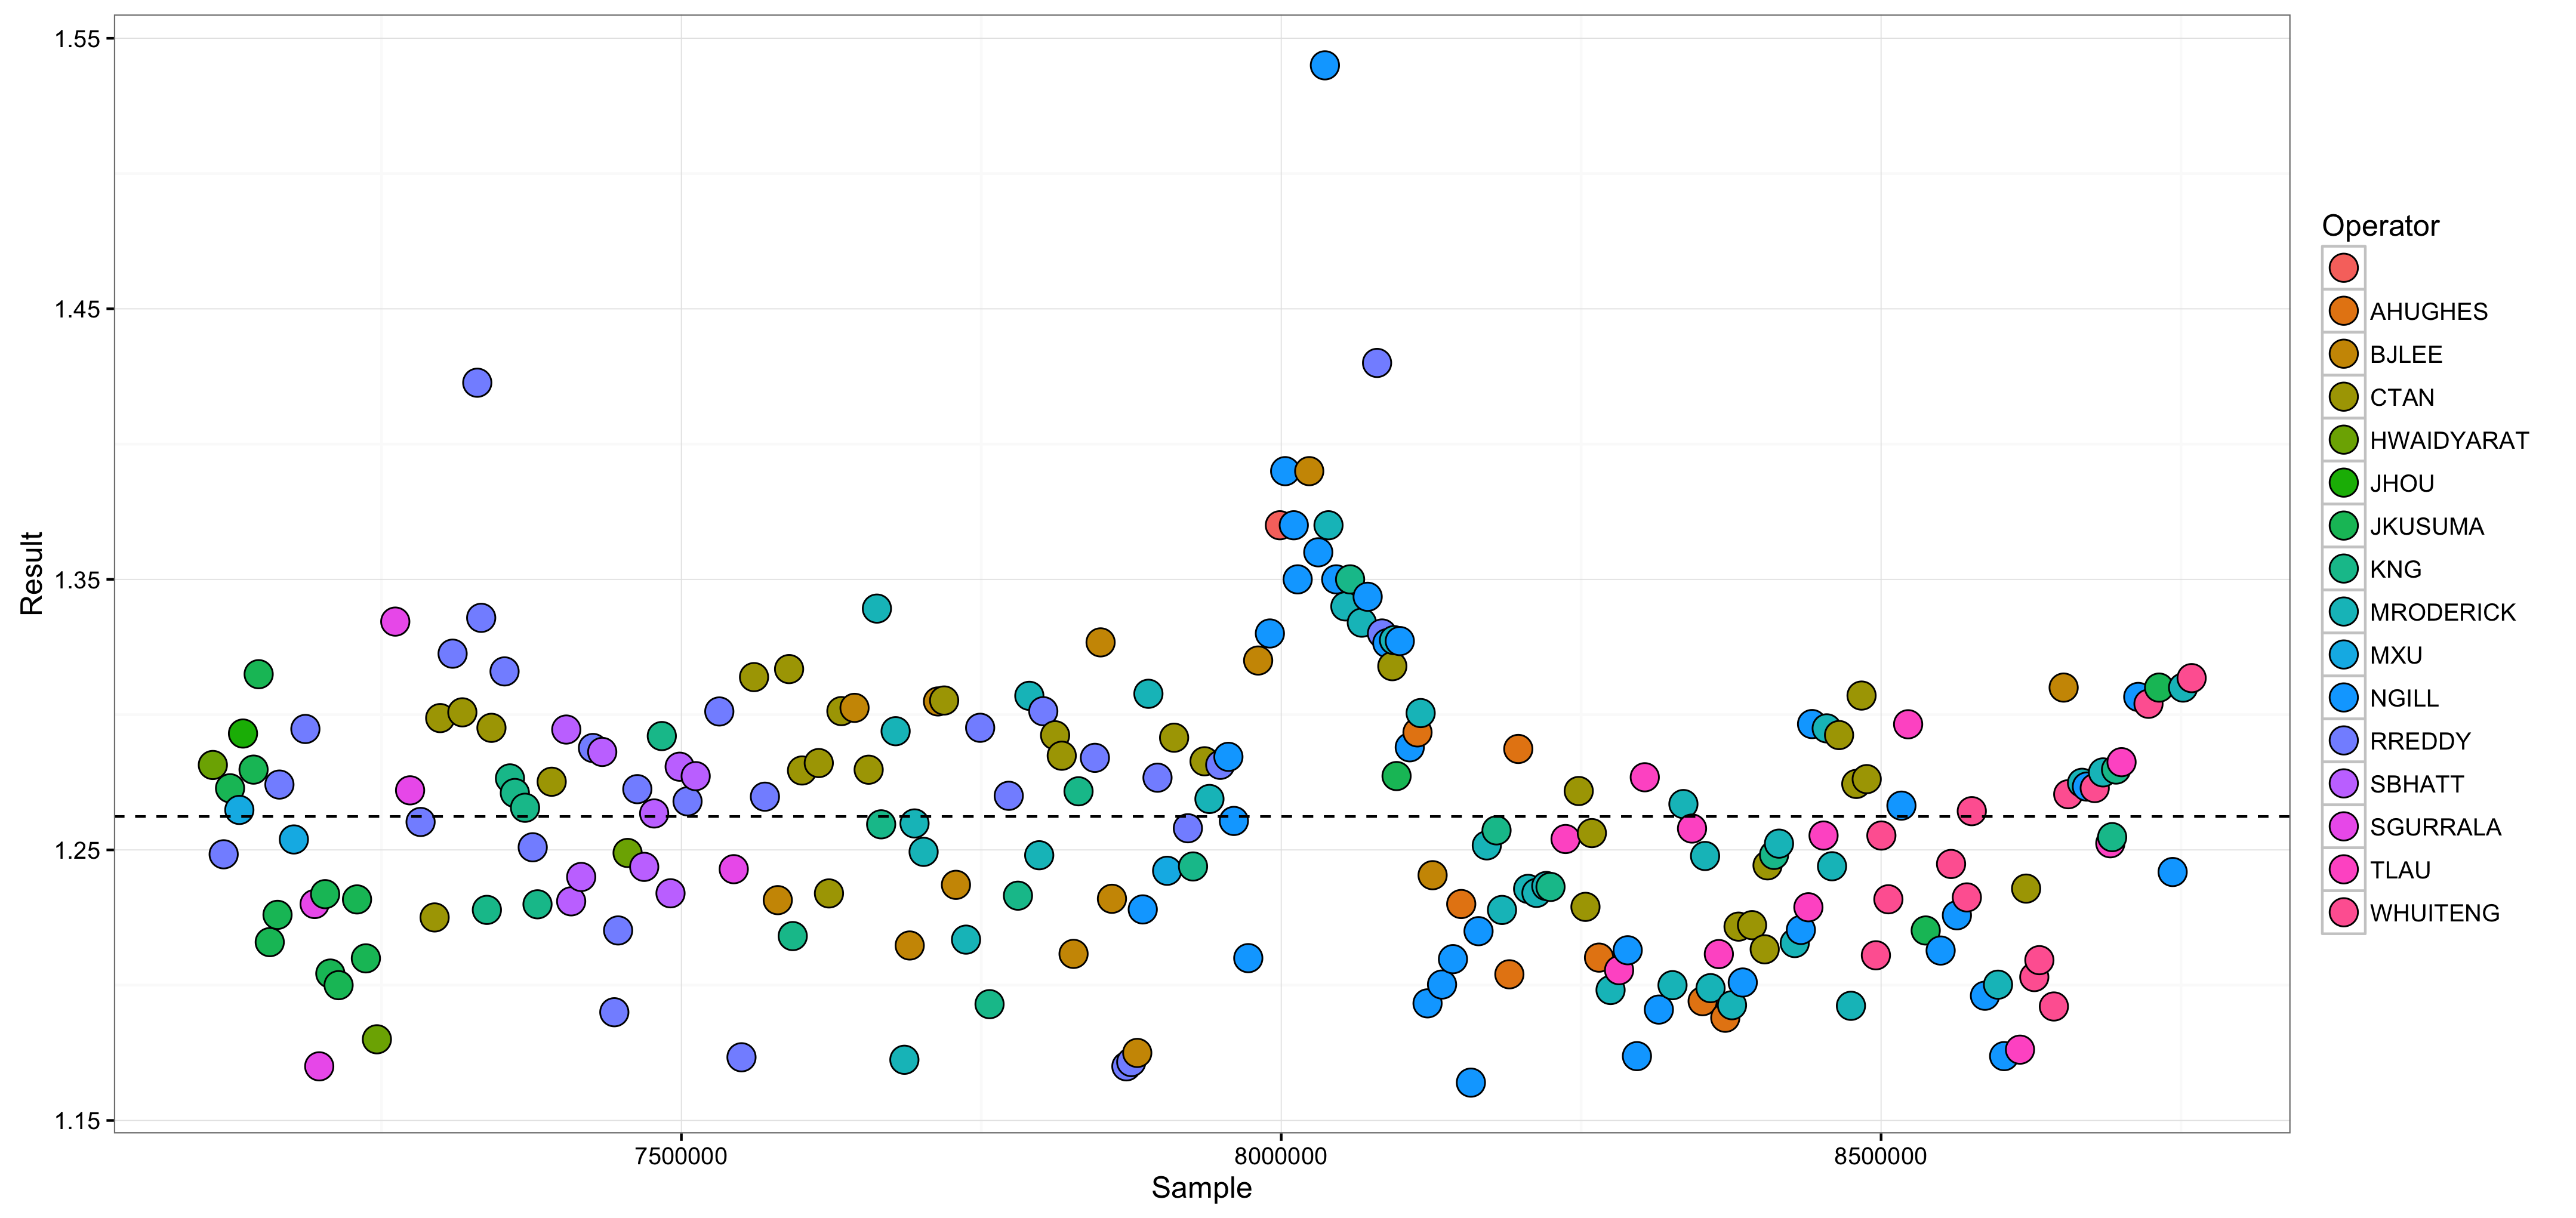 1.55
1.45
1.35
1.25
1.15
Result
7500000
8000000
8500000
Sample
Operator
AHUGHES
BJLEE
CTAN
HWAIDYARAT
JHOU
JKUSUMA
KNG
MRODERICK
MXU
NGILL
RREDDY
SBHATT
SGURRALA
TLAU
WHUITENG